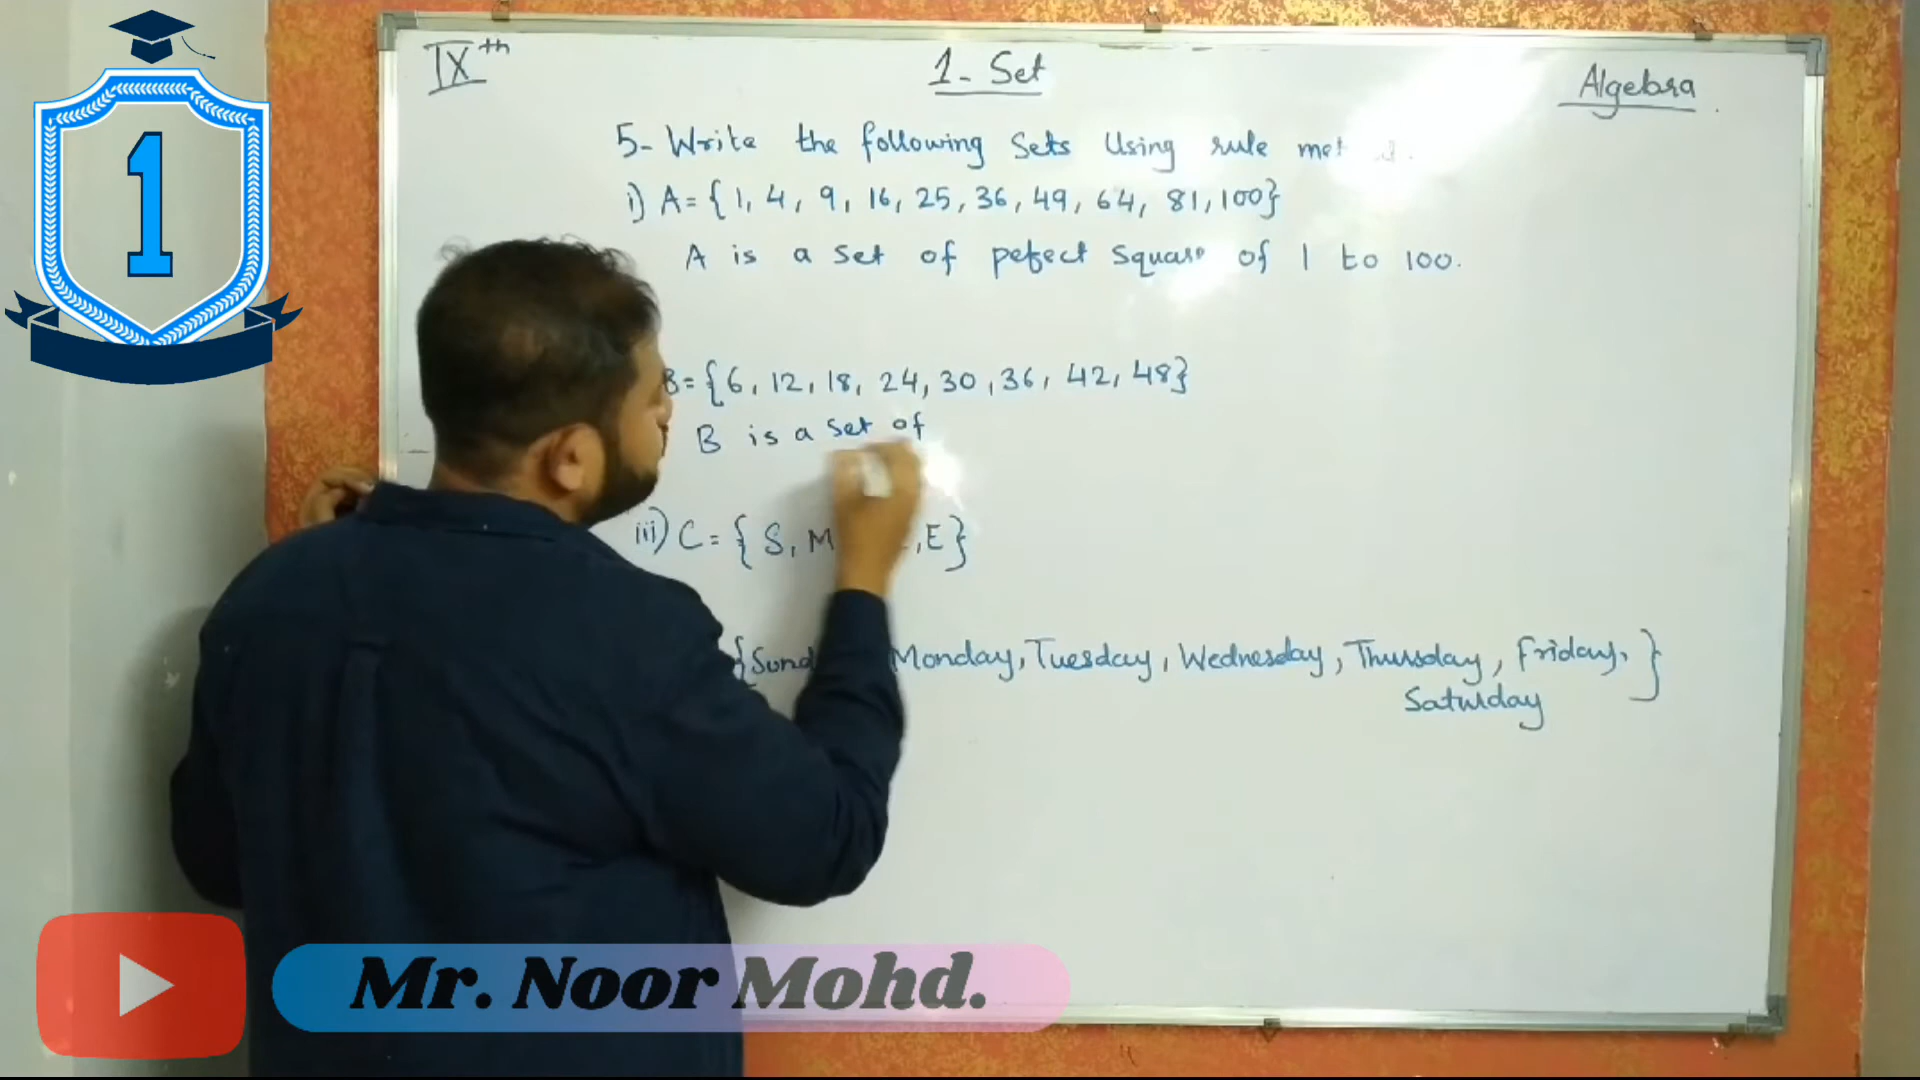 IXth
1- Set
Algebra
1
5- Write the following Sets Using rule
i) A= { 1, 4, 9, 16, 25, 36, 49, 64, 81, 100}
A is a Set of pefect Square of 1 to 100.
B= {6, 12, 18, 24, 30, 36, 42, 48}
B is a Set of
iii) C= { S, M , E}
Monday, Tuesday, Wednesday, Thursday, Friday, }
Saturday
Mr. Noor Mohd.